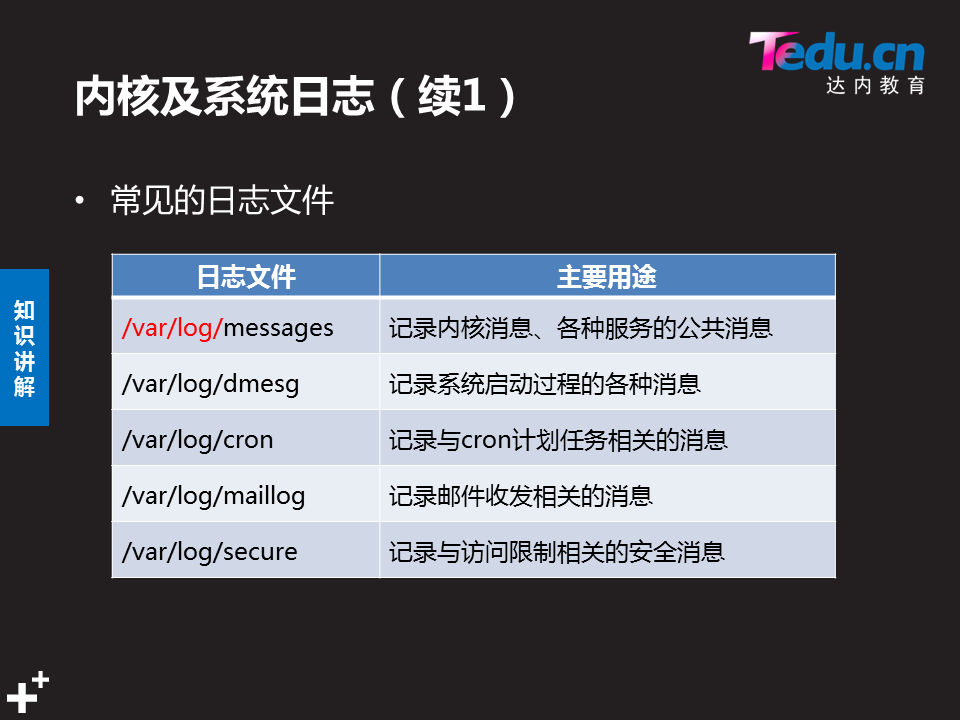 Tedu.cn
达内教育
内核及系统日志（续1）
• 常见的日志文件
知识讲解
日志文件 主要用途
/var/log/messages 记录内核消息、各种服务的公共消息
/var/log/dmesg 记录系统启动过程的各种消息
/var/log/cron 记录与cron计划任务相关的消息
/var/log/maillog 记录邮件收发相关的消息
/var/log/secure 记录与访问限制相关的安全消息